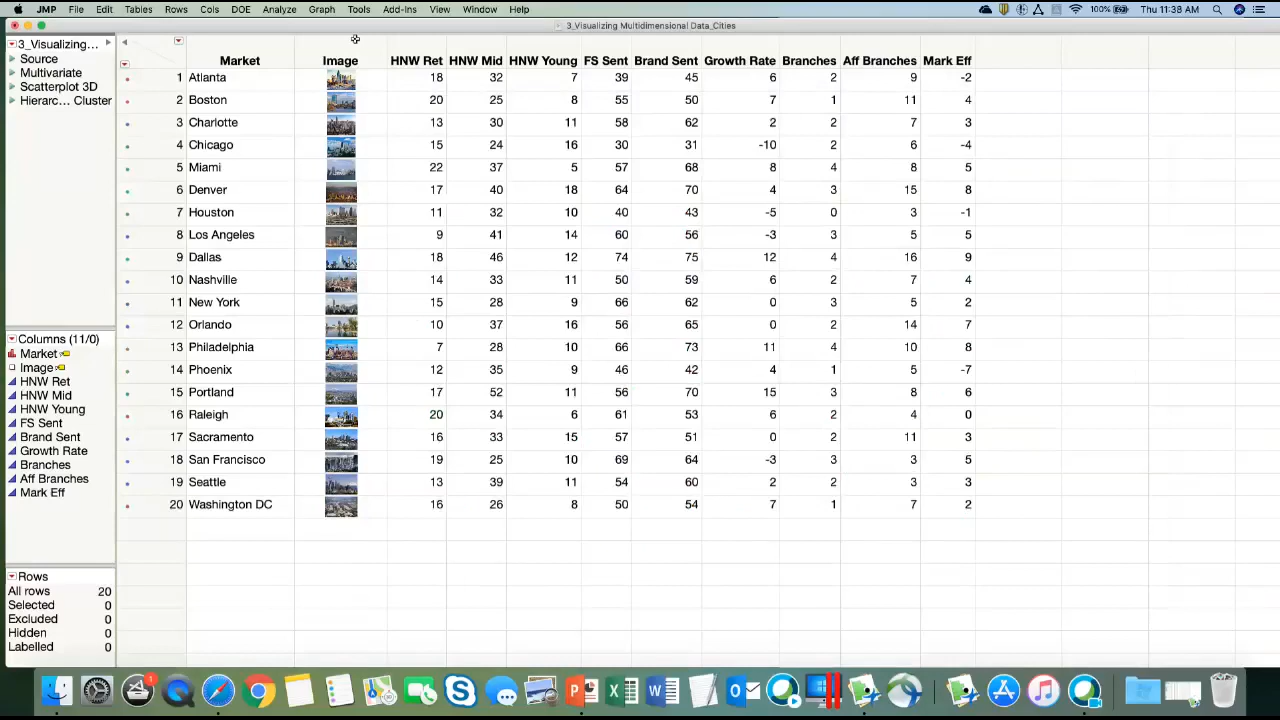 JMP File Edit Tables Rows Cols DOE Analyze Graph Tools Add-Ins View Window Help 100% Thu 11:38 AM
3_Visualizing Multidimensional Data_Cities
3_Visualizing...
Source
Multivariate
Scatterplot 3D
Hierarc... Cluster
Market Image HNW Ret HNW Mid HNW Young FS Sent Brand Sent Growth Rate Branches Aff Branches Mark Eff
1 Atlanta 18 32 7 39 45 6 2 9 -2
2 Boston 20 25 8 55 50 7 1 11 4
3 Charlotte 13 30 11 58 62 2 2 7 3
4 Chicago 15 24 16 30 31 -10 2 6 -4
5 Miami 22 37 5 57 68 8 4 8 5
6 Denver 17 40 18 64 70 4 3 15 8
7 Houston 11 32 10 40 43 -5 0 3 -1
8 Los Angeles 9 41 14 60 56 -3 3 5 5
9 Dallas 18 46 12 74 75 12 4 16 9
10 Nashville 14 33 11 50 59 8 2 7 4
11 New York 15 28 9 66 62 0 3 5 2
12 Orlando 10 37 16 56 65 0 2 14 7
13 Philadelphia 7 28 10 66 73 11 4 10 8
14 Phoenix 12 35 9 46 42 4 1 5 -7
15 Portland 17 52 11 56 70 15 3 8 6
16 Raleigh 20 34 6 61 53 6 2 4 0
17 Sacramento 16 33 15 57 51 6 2 11 3
18 San Francisco 19 25 10 69 64 3 3 5
19 Seattle 13 39 11 54 60 2 2 3 3
20 Washington DC 16 26 8 50 54 7 1 7 2
Columns (11/0)
Market
Image
HNW Ret
HNW Mid
HNW Young
FS Sent
Brand Sent
Growth Rate
Branches
Aff Branches
Mark Eff
Rows
All rows 20
Selected 0
Excluded 0
Hidden 0
Labelled 0